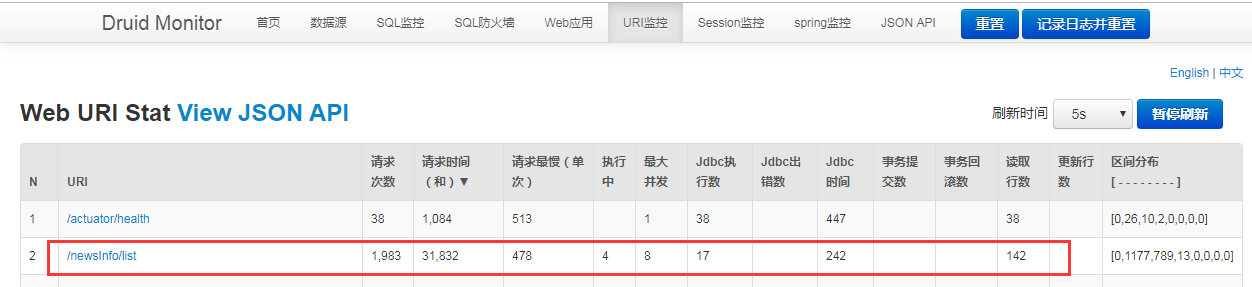 Druid Monitor 首页 数据源 SQL监控 SQL防火墙 Web应用 URI监控 Session监控 spring监控 JSON API 重置 记录日志并重置
English | 中文
Web URI Stat View JSON API 刷新时间 5s 暂停刷新
N URI 请求次数 请求时间（和）▼ 请求最慢（单次） 执行中 最大并发 Jdbc执行数 Jdbc出错数 Jdbc时间 事务提交数 事务回滚数 读取行数 更新行数 区间分布 [ - - - - - - - - ]
1 /actuator/health 38 1,084 513 1 38 447 38 [0,26,10,2,0,0,0,0]
2 /newsInfo/list 1,983 31,832 478 4 8 17 242 142 [0,1177,789,13,0,0,0,0]